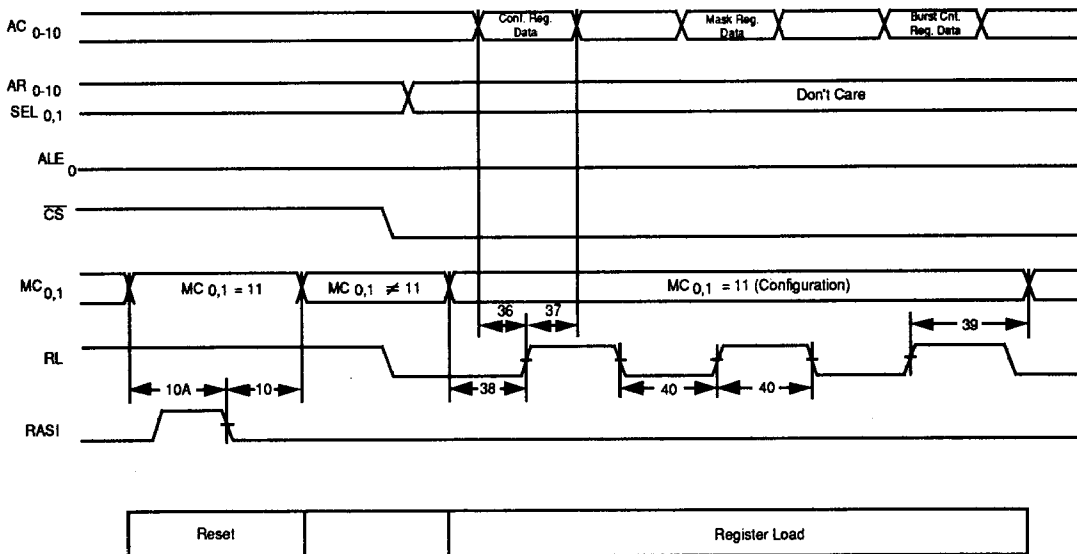 AC 0-10
Conf. Reg. Data
Mask Reg. Data
Burst Cnt. Reg. Data
AR 0-10
SEL 0,1
Don't Care
ALE 0
CS
MC 0,1
MC 0,1 = 11
MC 0,1 ≠ 11
MC 0,1 = 11 (Configuration)
36
37
39
RL
10A
10
38
40
40
RASI
Reset
Register Load